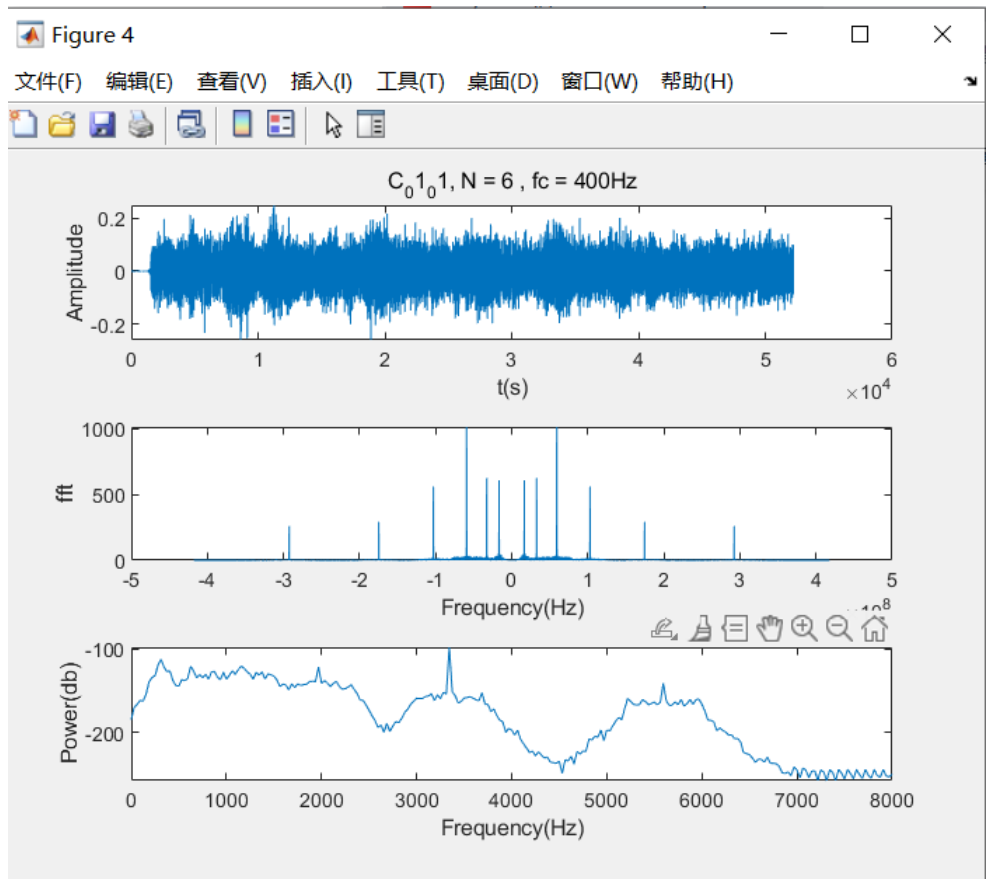 Figure 4
文件(F) 编辑(E) 查看(V) 插入(I) 工具(T) 桌面(D) 窗口(W) 帮助(H)
C₀1₀1, N = 6 , fc = 400Hz
Amplitude
0.2
0
-0.2
0 1 2 3 4 5 6
t(s)
×10⁴
fft
1000
500
0
-5 -4 -3 -2 -1 0 1 2 3 4 5
Frequency(Hz)
Power(db)
-100
-200
0 1000 2000 3000 4000 5000 6000 7000 8000
Frequency(Hz)